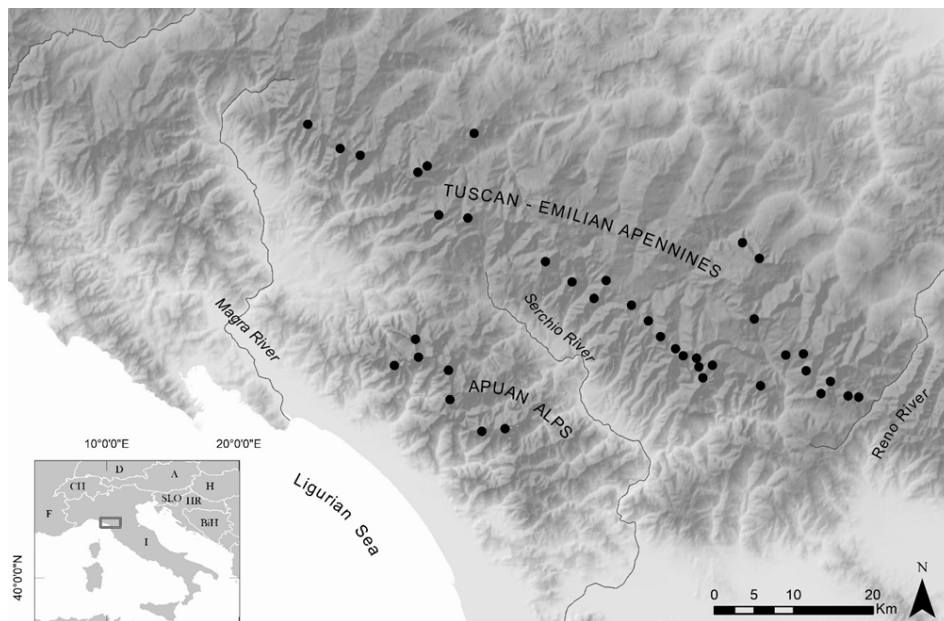 TUSCAN - EMILIAN APENNINES
Magra River
Serchio River
APUAN ALPS
Reno River
Ligurian Sea
10°0'0"E
20°0'0"E
40°0'0"N
D
A
CH
H
SLO
HR
F
BiH
I
N
0 5 10 20
Km